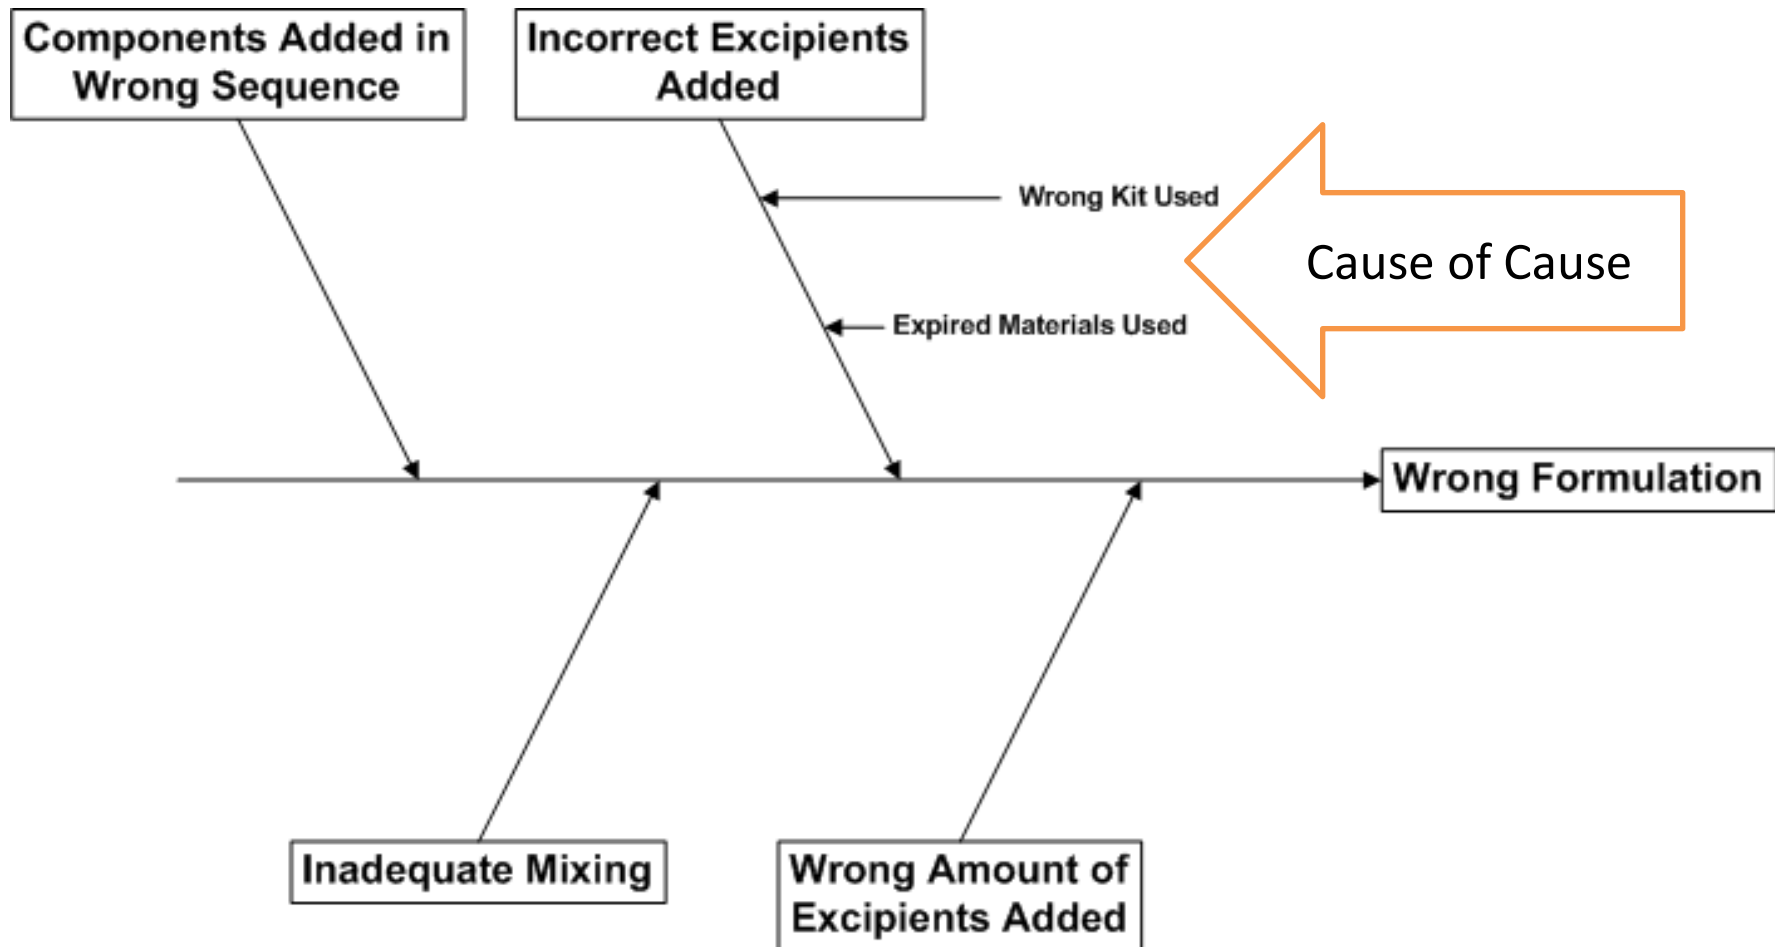 Components Added in
Wrong Sequence
Incorrect Excipients
Added
Wrong Kit Used
Cause of Cause
Expired Materials Used
Wrong Formulation
Inadequate Mixing
Wrong Amount of
Excipients Added